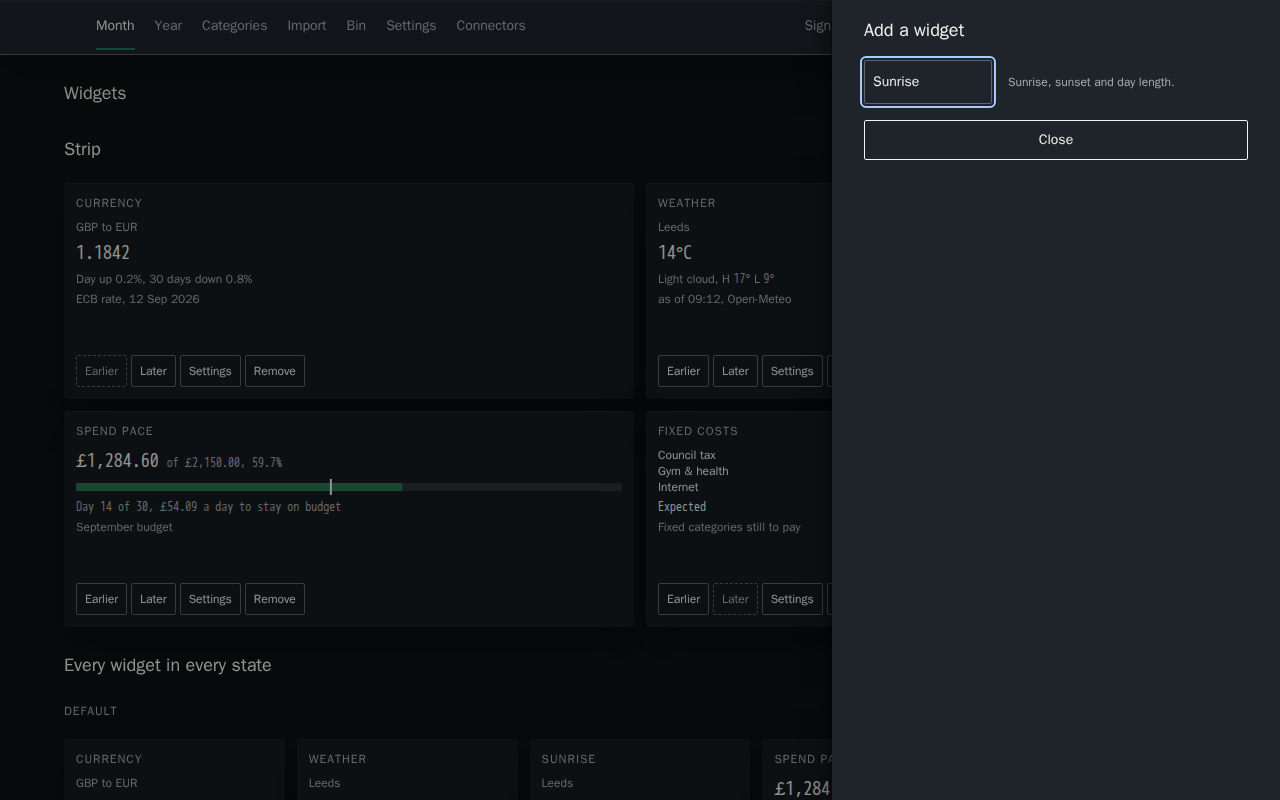 Month Year Categories Import Bin Settings Connectors Sign
Add a widget
Sunrise Sunrise, sunset and day length.
Close
Widgets
Strip
CURRENCY
GBP to EUR
1.1842
Day up 0.2%, 30 days down 0.8%
ECB rate, 12 Sep 2026
Earlier Later Settings Remove
WEATHER
Leeds
14°C
Light cloud, H 17° L 9°
as of 09:12, Open-Meteo
Earlier Later Settings
SPEND PACE
£1,284.60 of £2,150.00, 59.7%
Day 14 of 30, £54.09 a day to stay on budget
September budget
Earlier Later Settings Remove
FIXED COSTS
Council tax
Gym & health
Internet
Expected
Fixed categories still to pay
Earlier Later Settings
Every widget in every state
DEFAULT
CURRENCY
GBP to EUR
WEATHER
Leeds
SUNRISE
Leeds
SPEND PA
£1,284